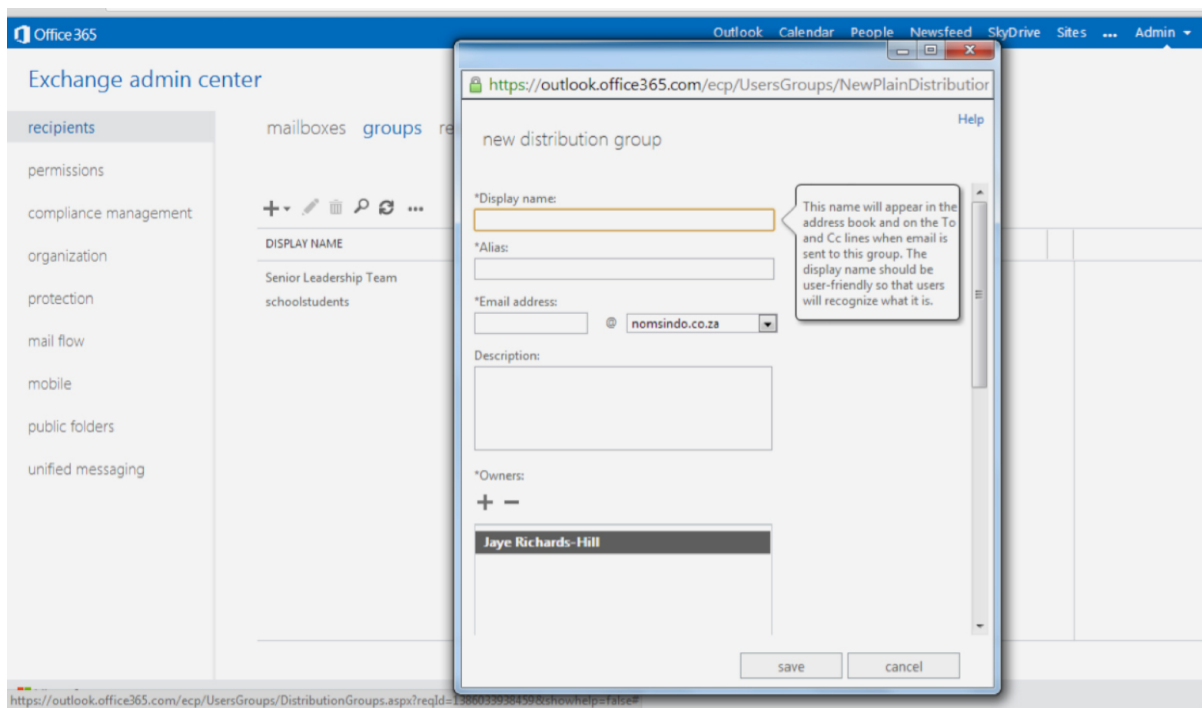 Office 365
Outlook Calendar People Newsfeed SkyDrive Sites ... Admin
Exchange admin center
https://outlook.office365.com/ecp/UsersGroups/NewPlainDistribution
Help
recipients
mailboxes groups re
new distribution group
permissions
*Display name:
This name will appear in the
address book and on the To
and Cc lines when email is
sent to this group. The
display name should be
user-friendly so that users
will recognize what it is.
compliance management
DISPLAY NAME
*Alias:
organization
Senior Leadership Team
schoolstudents
protection
*Email address:
@ nomsindo.co.za
mail flow
Description:
mobile
public folders
unified messaging
*Owners:
Jaye Richards-Hill
save cancel
https://outlook.office365.com/ecp/UsersGroups/DistributionGroups.aspx?reqId=1386033938459&showhelp=false#